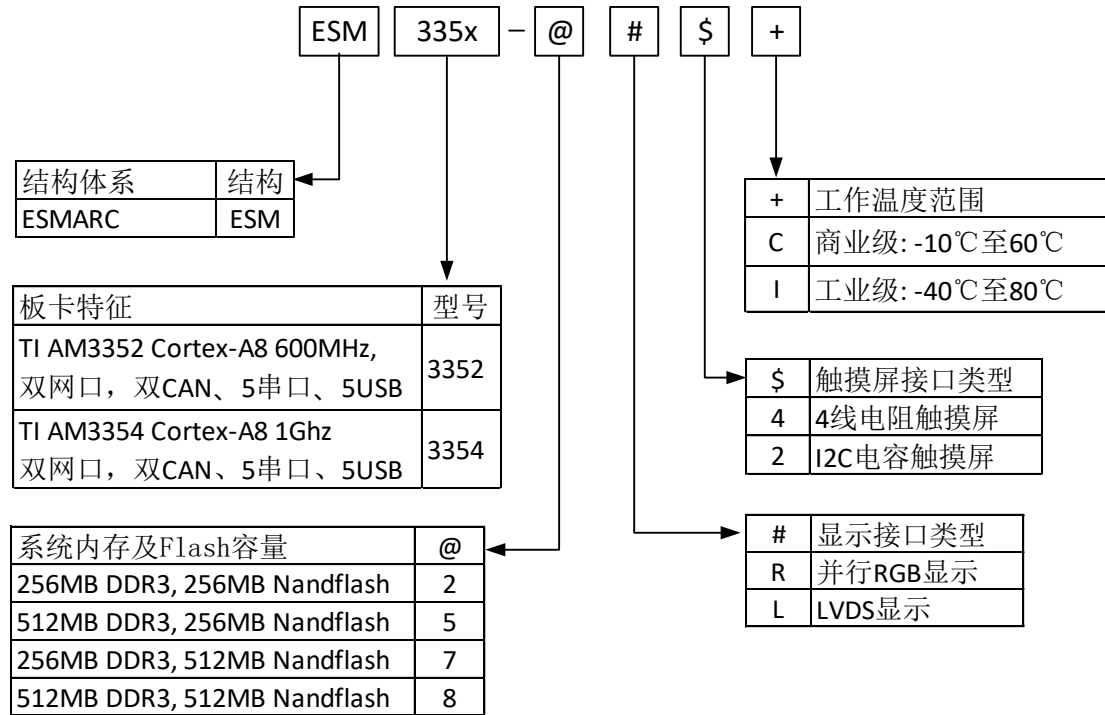 ESM 335x － @ # $ +
结构体系 结构
ESMARC ESM
板卡特征 型号
TI AM3352 Cortex-A8 600MHz,
双网口，双CAN、5串口、5USB 3352
TI AM3354 Cortex-A8 1Ghz
双网口，双CAN、5串口、5USB 3354
系统内存及Flash容量 @
256MB DDR3, 256MB Nandflash 2
512MB DDR3, 256MB Nandflash 5
256MB DDR3, 512MB Nandflash 7
512MB DDR3, 512MB Nandflash 8
+ 工作温度范围
C 商业级: -10℃至60℃
I 工业级: -40℃至80℃
$ 触摸屏接口类型
4 4线电阻触摸屏
2 I2C电容触摸屏
# 显示接口类型
R 并行RGB显示
L LVDS显示